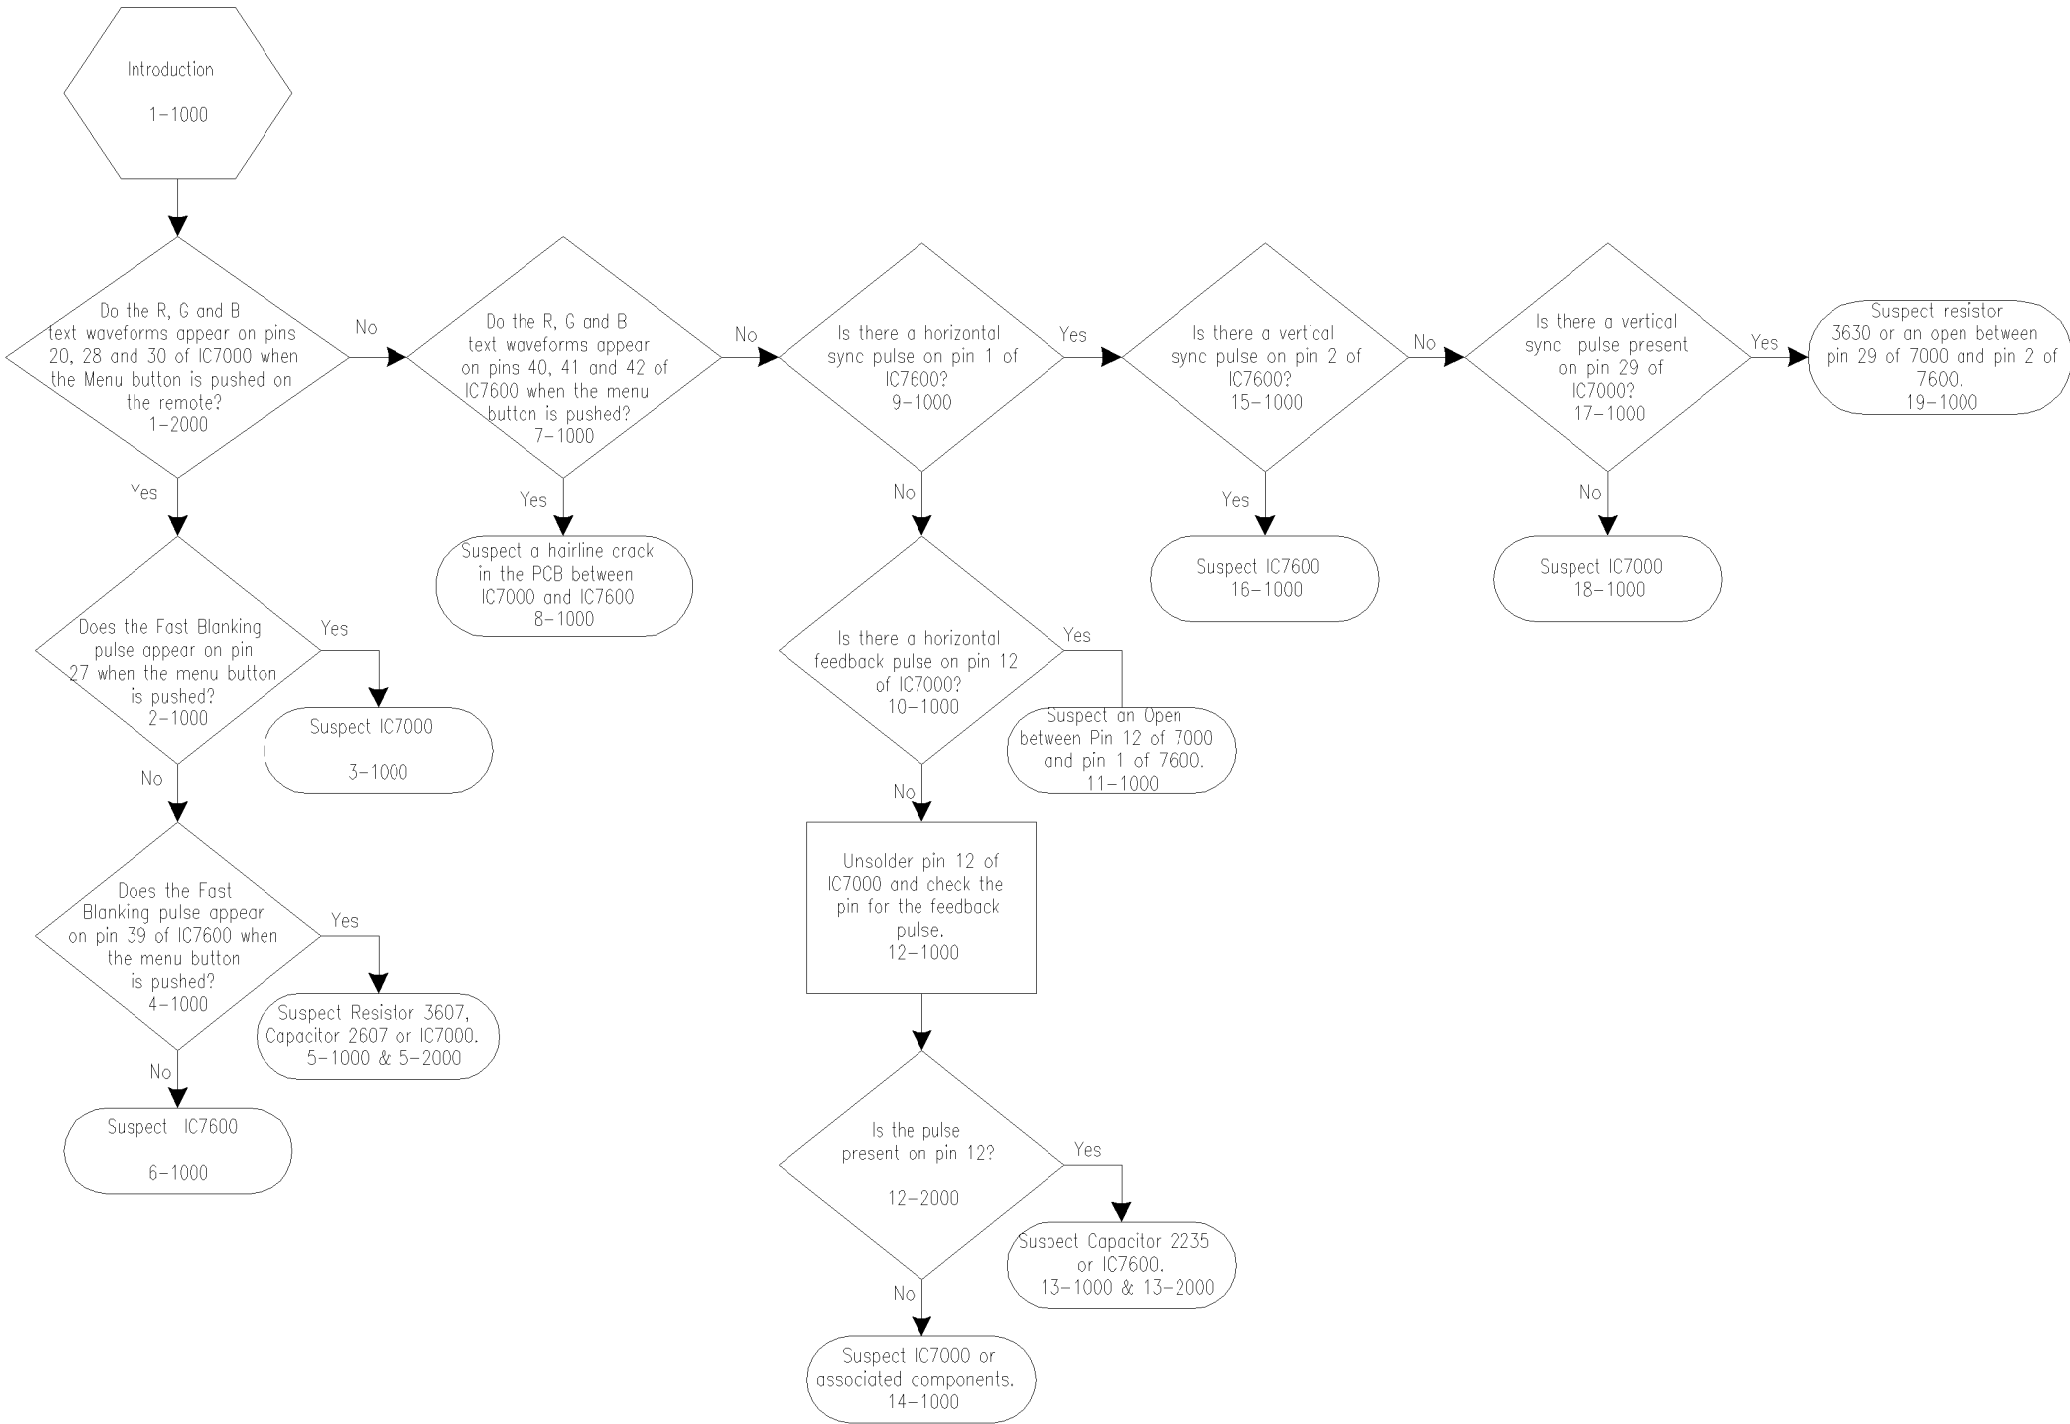 Introduction
1-1000
Do the R, G and B
text waveforms appear on pins
20, 28 and 30 of IC7000 when
the Menu button is pushed on
the remote?
1-2000
No
Yes
Do the R, G and B
text waveforms appear
on pins 40, 41 and 42 of
IC7600 when the menu
button is pushed?
7-1000
No
Yes
Suspect a hairline crack
in the PCB between
IC7000 and IC7600
8-1000
Is there a horizontal
sync pulse on pin 1 of
IC7600?
9-1000
Yes
No
Is there a vertical
sync pulse on pin 2 of
IC7600?
15-1000
No
Yes
Suspect IC7600
16-1000
Is there a vertical
sync pulse present
on pin 29 of
IC7000?
17-1000
Yes
No
Suspect IC7000
18-1000
Suspect resistor
3630 or an open between
pin 29 of 7000 and pin 2 of
7600.
19-1000
Does the Fast Blanking
pulse appear on pin
27 when the menu button
is pushed?
2-1000
Yes
No
Suspect IC7000
3-1000
Does the Fast
Blanking pulse appear
on pin 39 of IC7600 when
the menu button
is pushed?
4-1000
Yes
No
Suspect Resistor 3607,
Capacitor 2607 or IC7000.
5-1000 & 5-2000
Suspect IC7600
6-1000
Is there a horizontal
feedback pulse on pin 12
of IC7000?
10-1000
Yes
No
Suspect an Open
between Pin 12 of 7000
and pin 1 of 7600.
11-1000
Unsolder pin 12 of
IC7000 and check the
pin for the feedback
pulse.
12-1000
Is the pulse
present on pin 12?
12-2000
Yes
No
Suspect Capacitor 2235
or IC7600.
13-1000 & 13-2000
Suspect IC7000 or
associated components.
14-1000